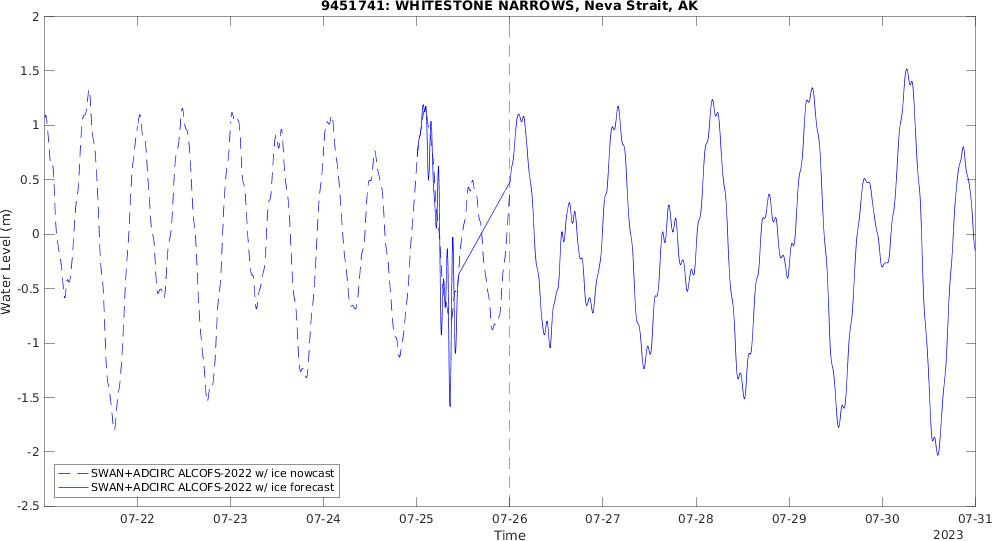 9451741: WHITESTONE NARROWS, Neva Strait, AK
2
1.5
1
0.5
0
-0.5
-1
-1.5
-2
-2.5
Water Level (m)
SWAN+ADCIRC ALCOFS-2022 w/ ice nowcast
SWAN+ADCIRC ALCOFS-2022 w/ ice forecast
07-22 07-23 07-24 07-25 07-26 07-27 07-28 07-29 07-30 07-31
Time
2023